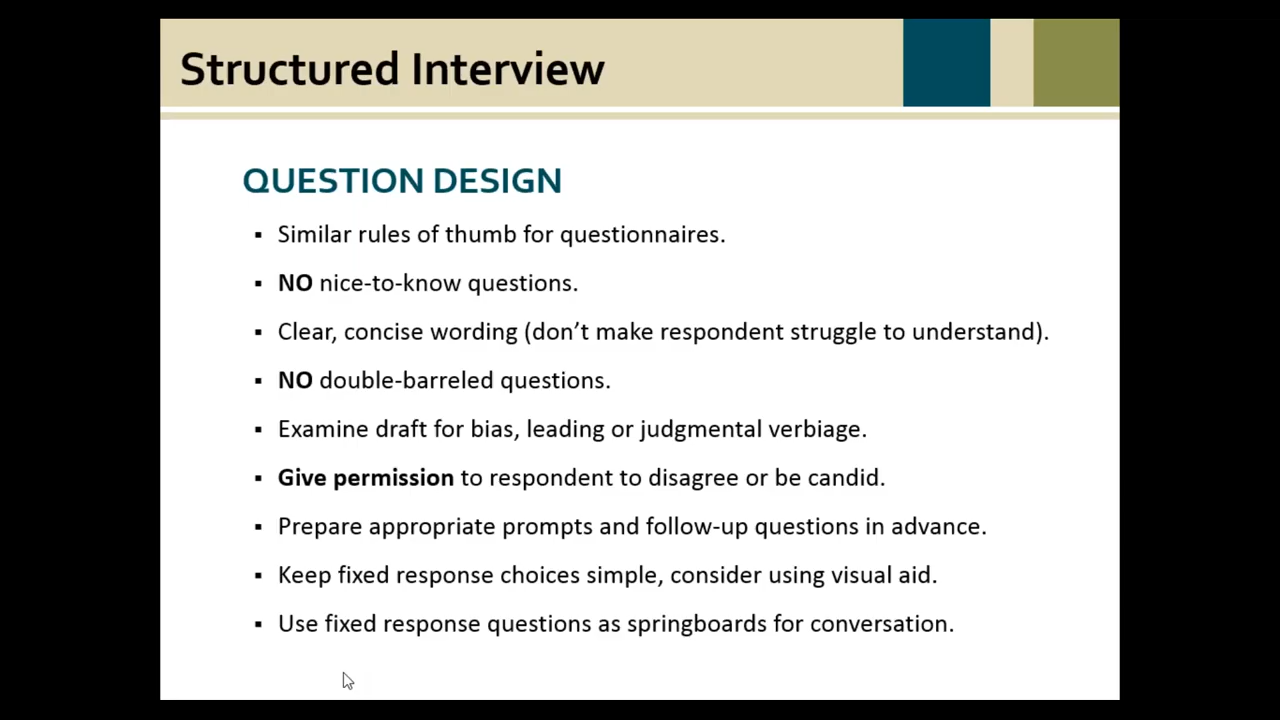 Structured Interview
QUESTION DESIGN
▪ Similar rules of thumb for questionnaires.
▪ NO nice-to-know questions.
▪ Clear, concise wording (don’t make respondent struggle to understand).
▪ NO double-barreled questions.
▪ Examine draft for bias, leading or judgmental verbiage.
▪ Give permission to respondent to disagree or be candid.
▪ Prepare appropriate prompts and follow-up questions in advance.
▪ Keep fixed response choices simple, consider using visual aid.
▪ Use fixed response questions as springboards for conversation.